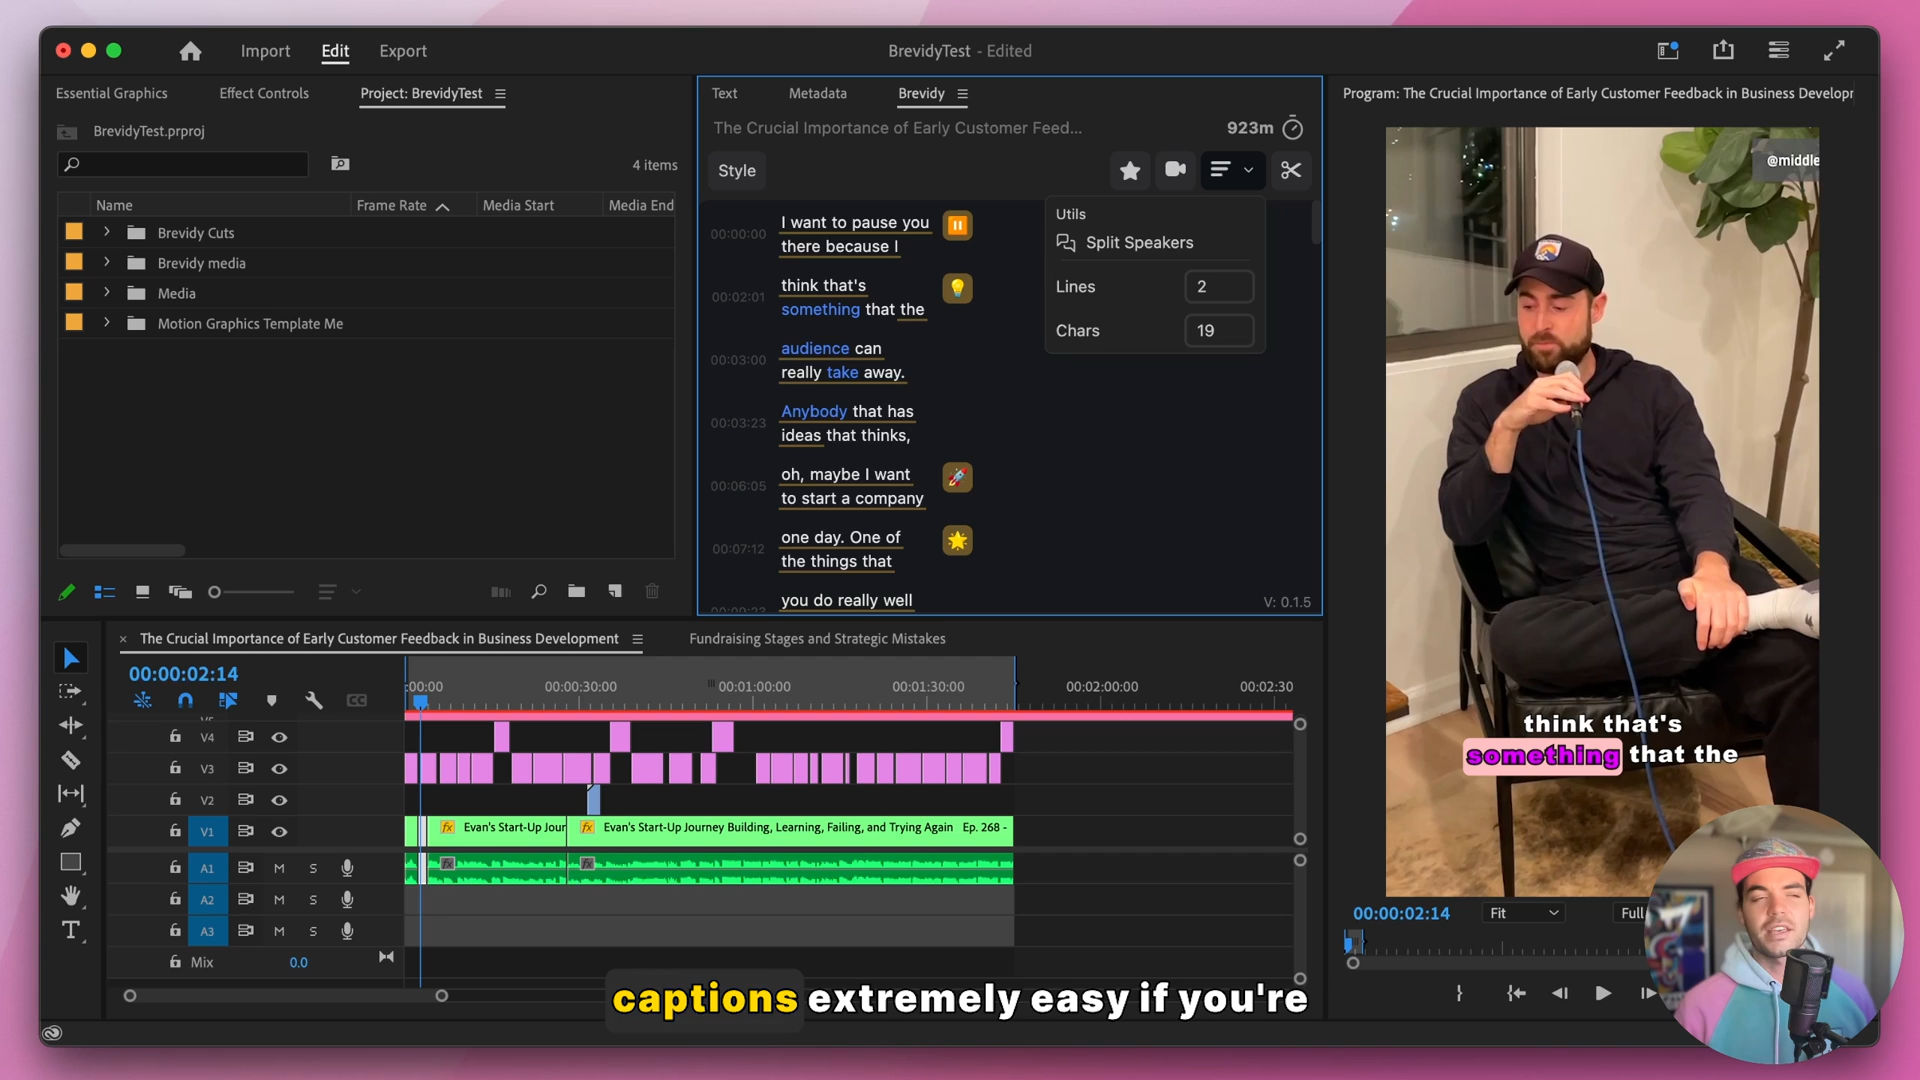 Import
Edit
Export
BrevidyTest - Edited
Essential Graphics
Effect Controls
Project: BrevidyTest
BrevidyTest.prproj
4 items
Name
Frame Rate
Media Start
Media End
Brevidy Cuts
Brevidy media
Media
Motion Graphics Template Me
Text
Metadata
Brevidy
The Crucial Importance of Early Customer Feed...
923m
Style
00:00:00
I want to pause you
there because I
00:02:01
think that's
something that the
00:03:00
audience can
really take away.
00:03:23
Anybody that has
ideas that thinks,
00:06:05
oh, maybe I want
to start a company
00:07:12
one day. One of
the things that
00:09:23
you do really well
Utils
Split Speakers
Lines
2
Chars
19
V: 0.1.5
Program: The Crucial Importance of Early Customer Feedback in Business Developr
@middle
think that's
something that the
00:00:02:14
Fit
Full
The Crucial Importance of Early Customer Feedback in Business Development
Fundraising Stages and Strategic Mistakes
00:00:02:14
:00:00
00:00:30:00
00:01:00:00
00:01:30:00
00:02:00:00
00:02:30
V4
V3
V2
V1
fx Evan's Start-Up Jour
fx Evan's Start-Up Journey Building, Learning, Failing, and Trying Again Ep. 268 -
A1 M S
fx
fx
A2 M S
A3 M S
Mix
0.0
captions extremely easy if you're